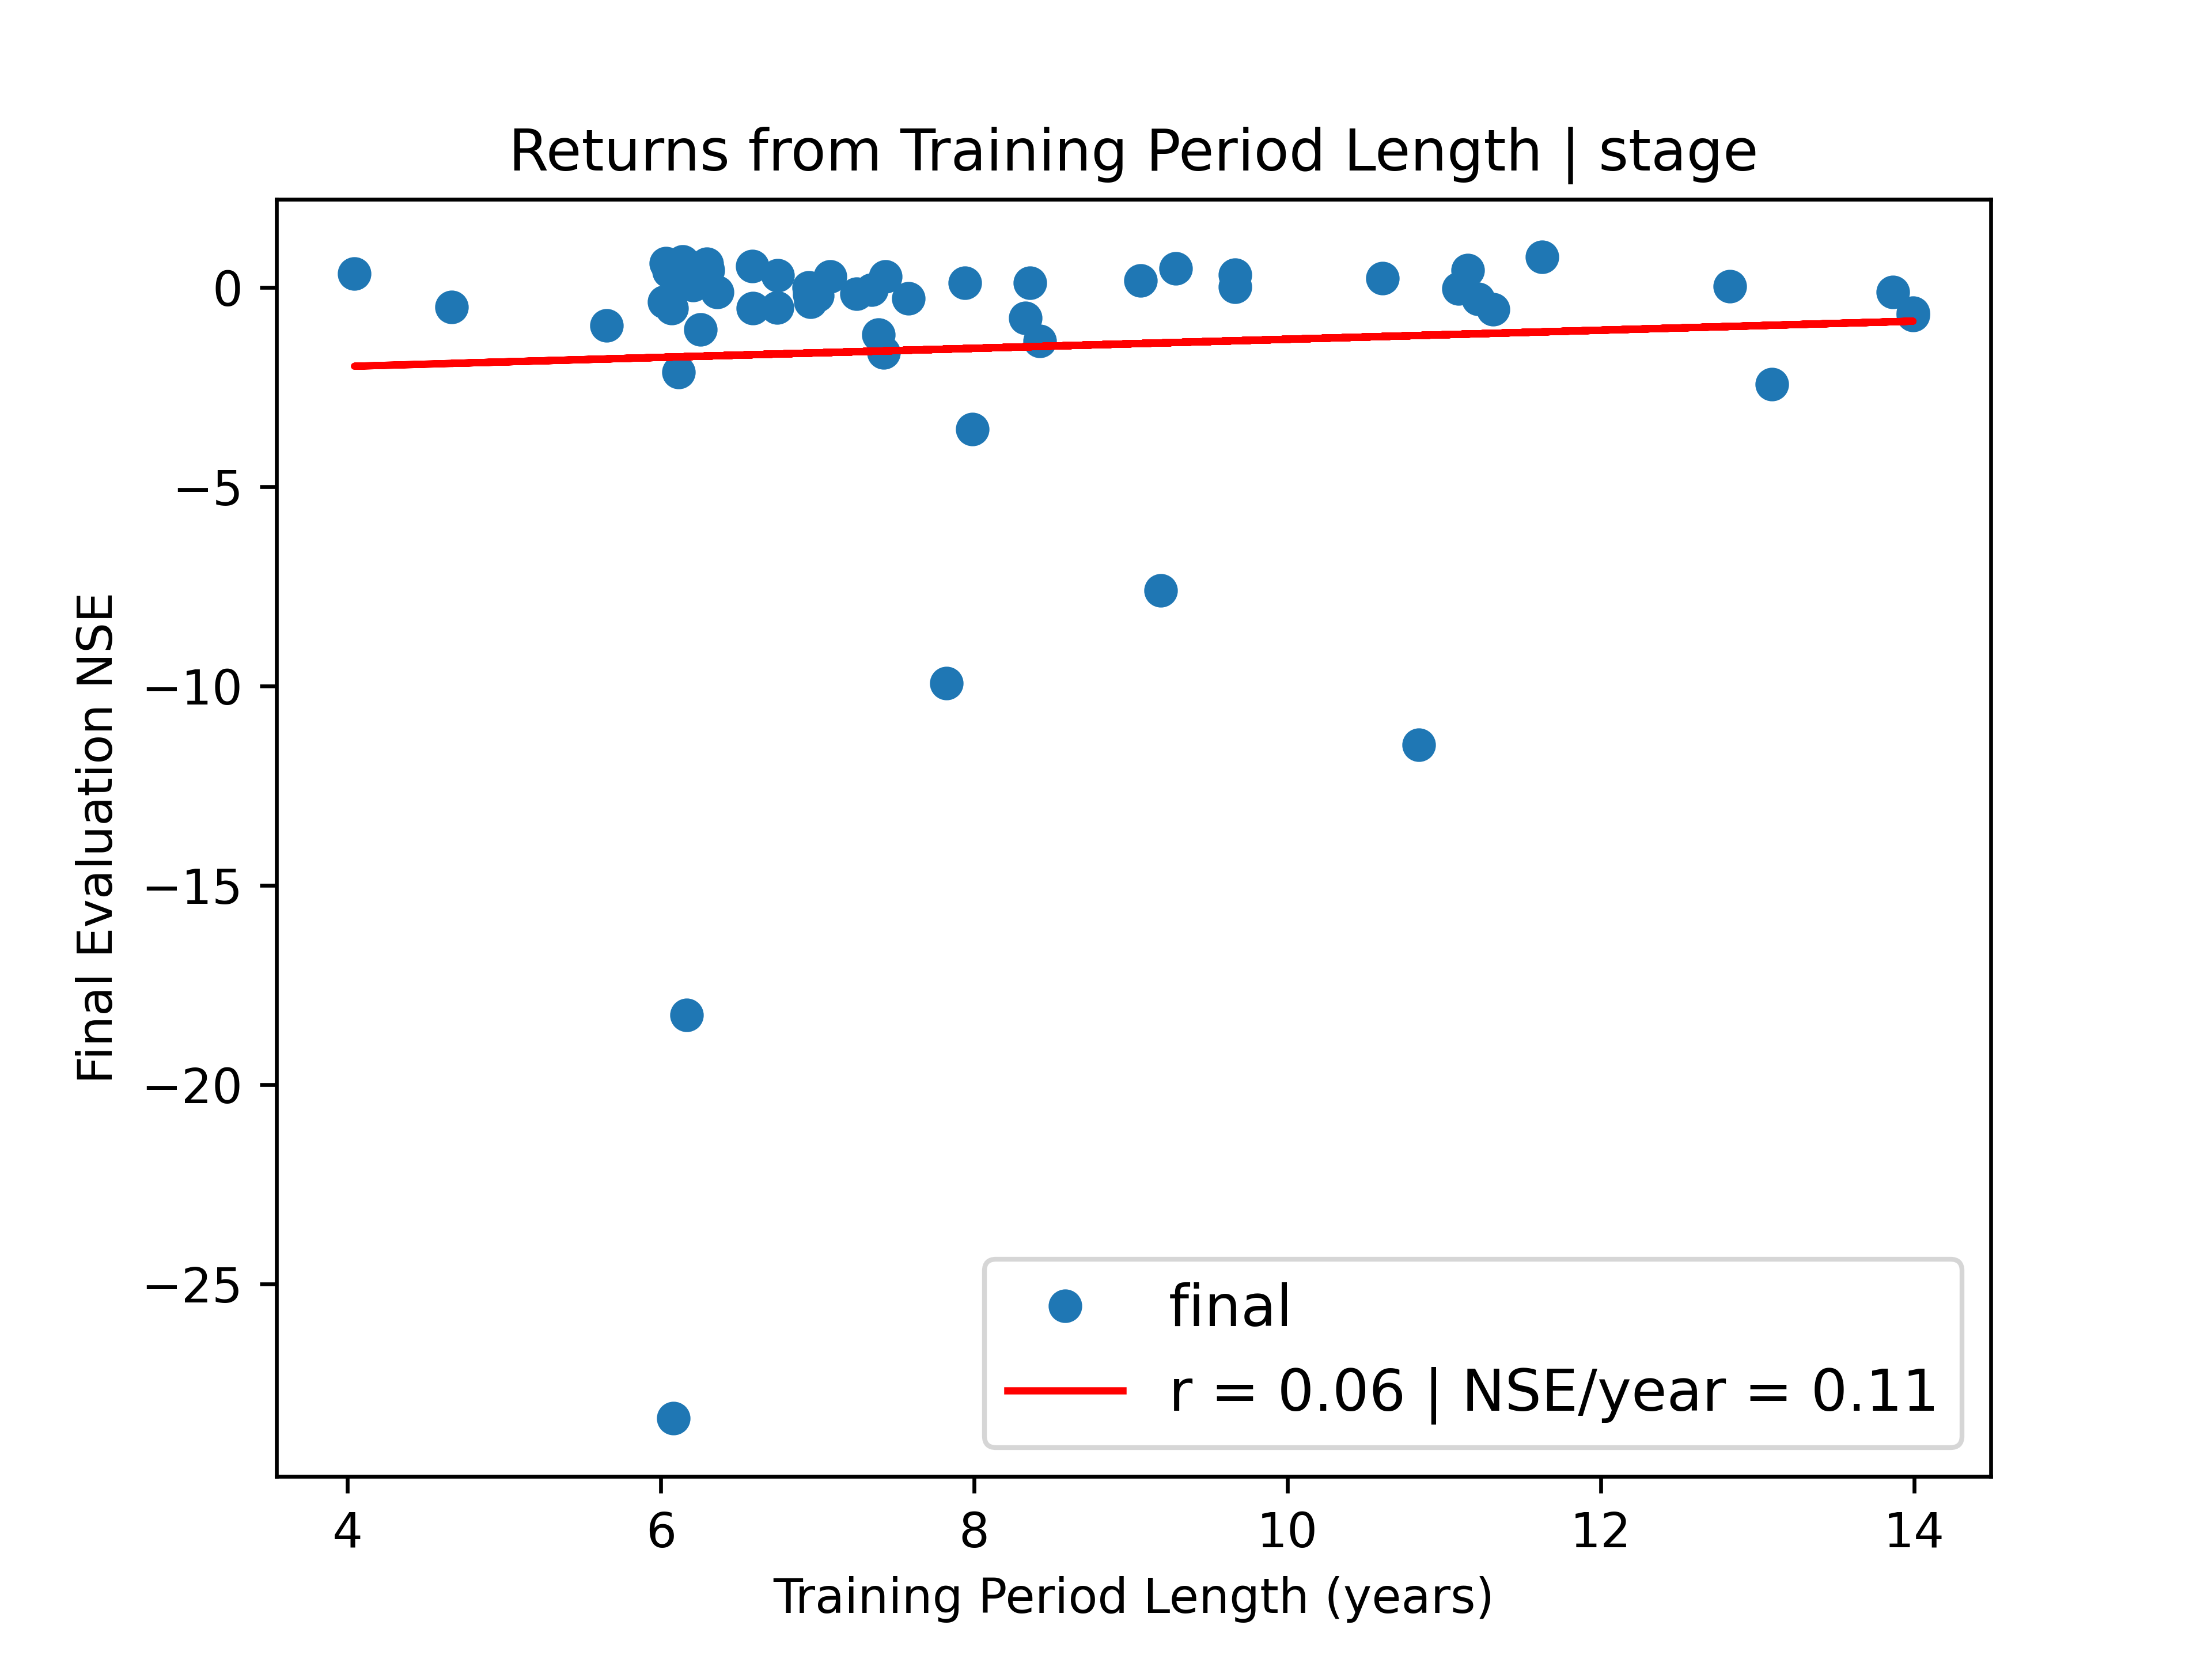 Returns from Training Period Length | stage
Final Evaluation NSE
0
−5
−10
−15
−20
−25
final
r = 0.06 | NSE/year = 0.11
4 6 8 10 12 14
Training Period Length (years)